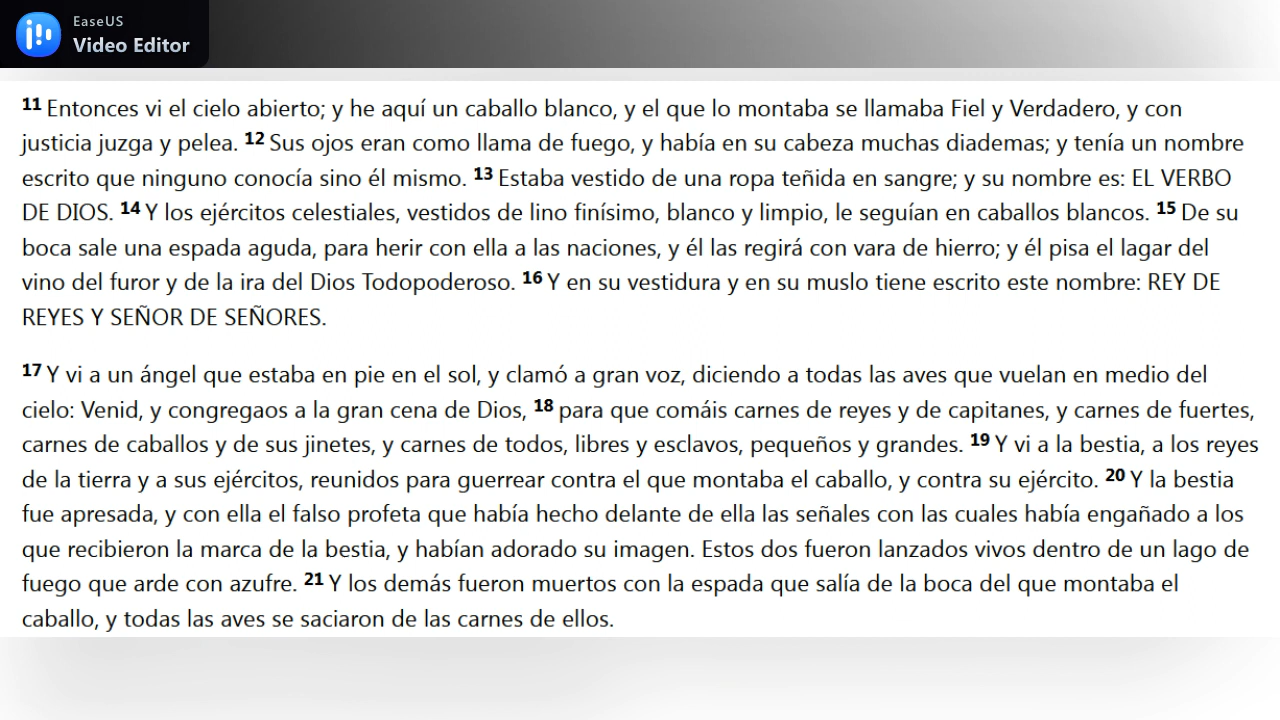 EaseUS
Video Editor
11 Entonces vi el cielo abierto; y he aquí un caballo blanco, y el que lo montaba se llamaba Fiel y Verdadero, y con
justicia juzga y pelea. 12 Sus ojos eran como llama de fuego, y había en su cabeza muchas diademas; y tenía un nombre
escrito que ninguno conocía sino él mismo. 13 Estaba vestido de una ropa teñida en sangre; y su nombre es: EL VERBO
DE DIOS. 14 Y los ejércitos celestiales, vestidos de lino finísimo, blanco y limpio, le seguían en caballos blancos. 15 De su
boca sale una espada aguda, para herir con ella a las naciones, y él las regirá con vara de hierro; y él pisa el lagar del
vino del furor y de la ira del Dios Todopoderoso. 16 Y en su vestidura y en su muslo tiene escrito este nombre: REY DE
REYES Y SEÑOR DE SEÑORES.
17 Y vi a un ángel que estaba en pie en el sol, y clamó a gran voz, diciendo a todas las aves que vuelan en medio del
cielo: Venid, y congregaos a la gran cena de Dios, 18 para que comáis carnes de reyes y de capitanes, y carnes de fuertes,
carnes de caballos y de sus jinetes, y carnes de todos, libres y esclavos, pequeños y grandes. 19 Y vi a la bestia, a los reyes
de la tierra y a sus ejércitos, reunidos para guerrear contra el que montaba el caballo, y contra su ejército. 20 Y la bestia
fue apresada, y con ella el falso profeta que había hecho delante de ella las señales con las cuales había engañado a los
que recibieron la marca de la bestia, y habían adorado su imagen. Estos dos fueron lanzados vivos dentro de un lago de
fuego que arde con azufre. 21 Y los demás fueron muertos con la espada que salía de la boca del que montaba el
caballo, y todas las aves se saciaron de las carnes de ellos.